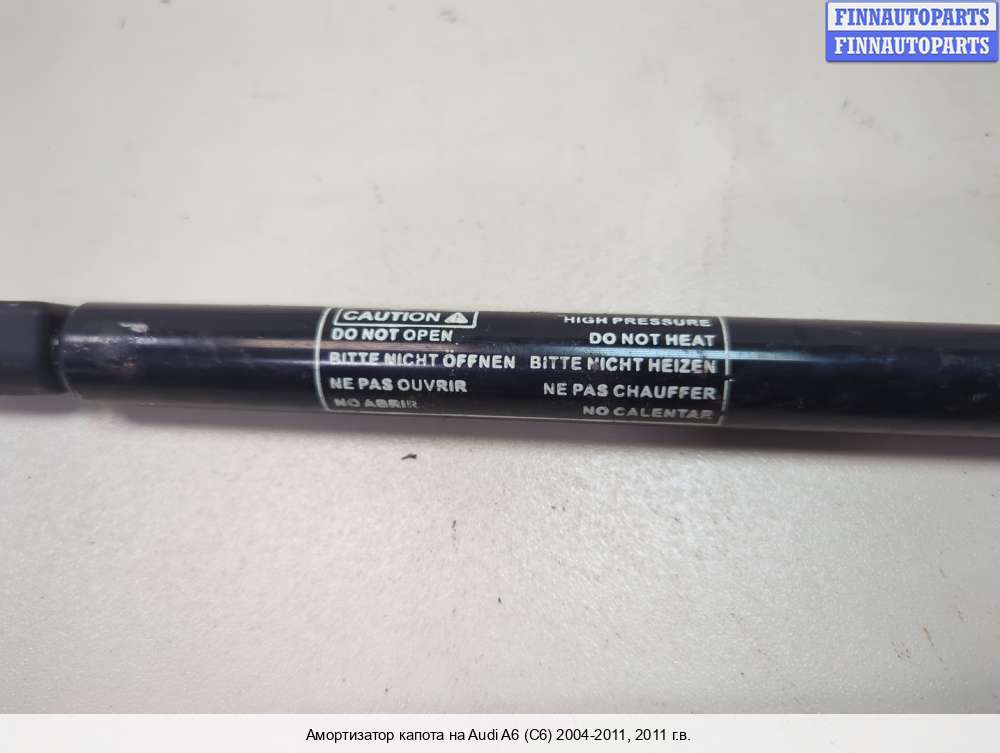 FINNAUTOPARTS
FINNAUTOPARTS
CAUTION HIGH PRESSURE
DO NOT OPEN DO NOT HEAT
BITTE NICHT ÖFFNEN BITTE NICHT HEIZEN
NE PAS OUVRIR NE PAS CHAUFFER
NO ABRIR NO CALENTAR
Амортизатор капота на Audi A6 (C6) 2004-2011, 2011 г.в.